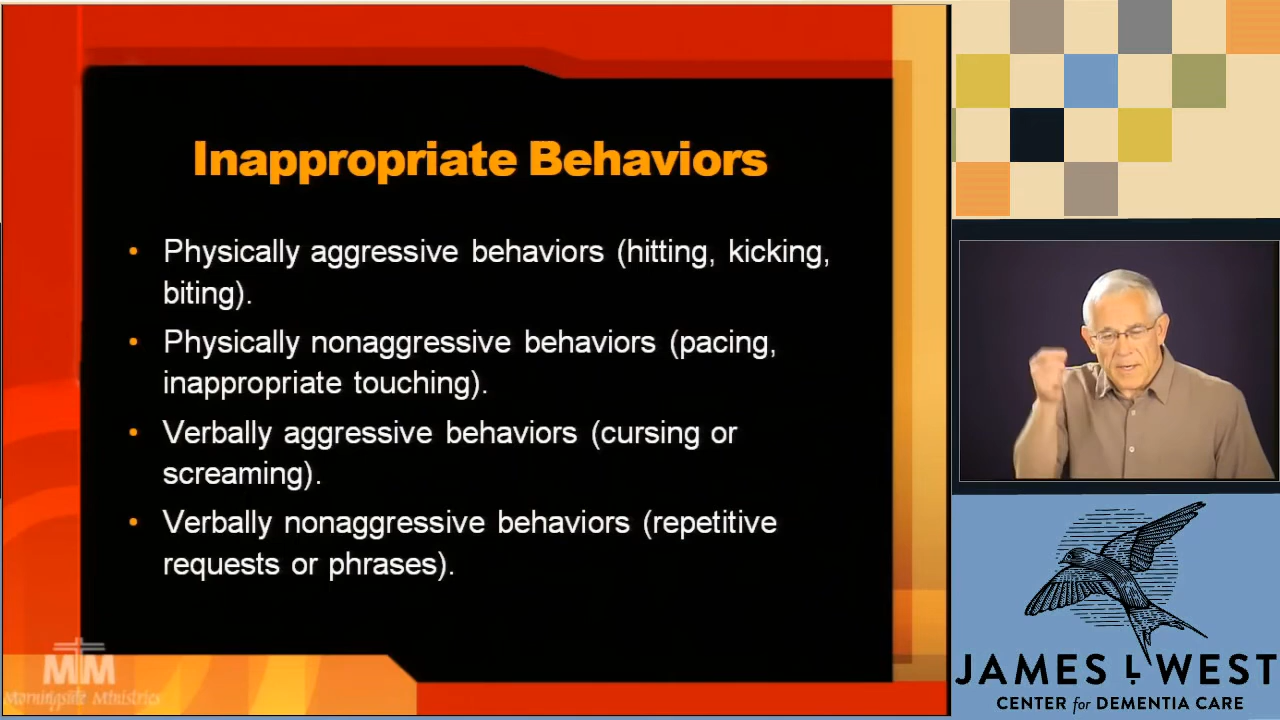 Inappropriate Behaviors
• Physically aggressive behaviors (hitting, kicking,
biting).
• Physically nonaggressive behaviors (pacing,
inappropriate touching).
• Verbally aggressive behaviors (cursing or
screaming).
• Verbally nonaggressive behaviors (repetitive
requests or phrases).
MM
Morningside Ministries
JAMES L WEST
CENTER for DEMENTIA CARE